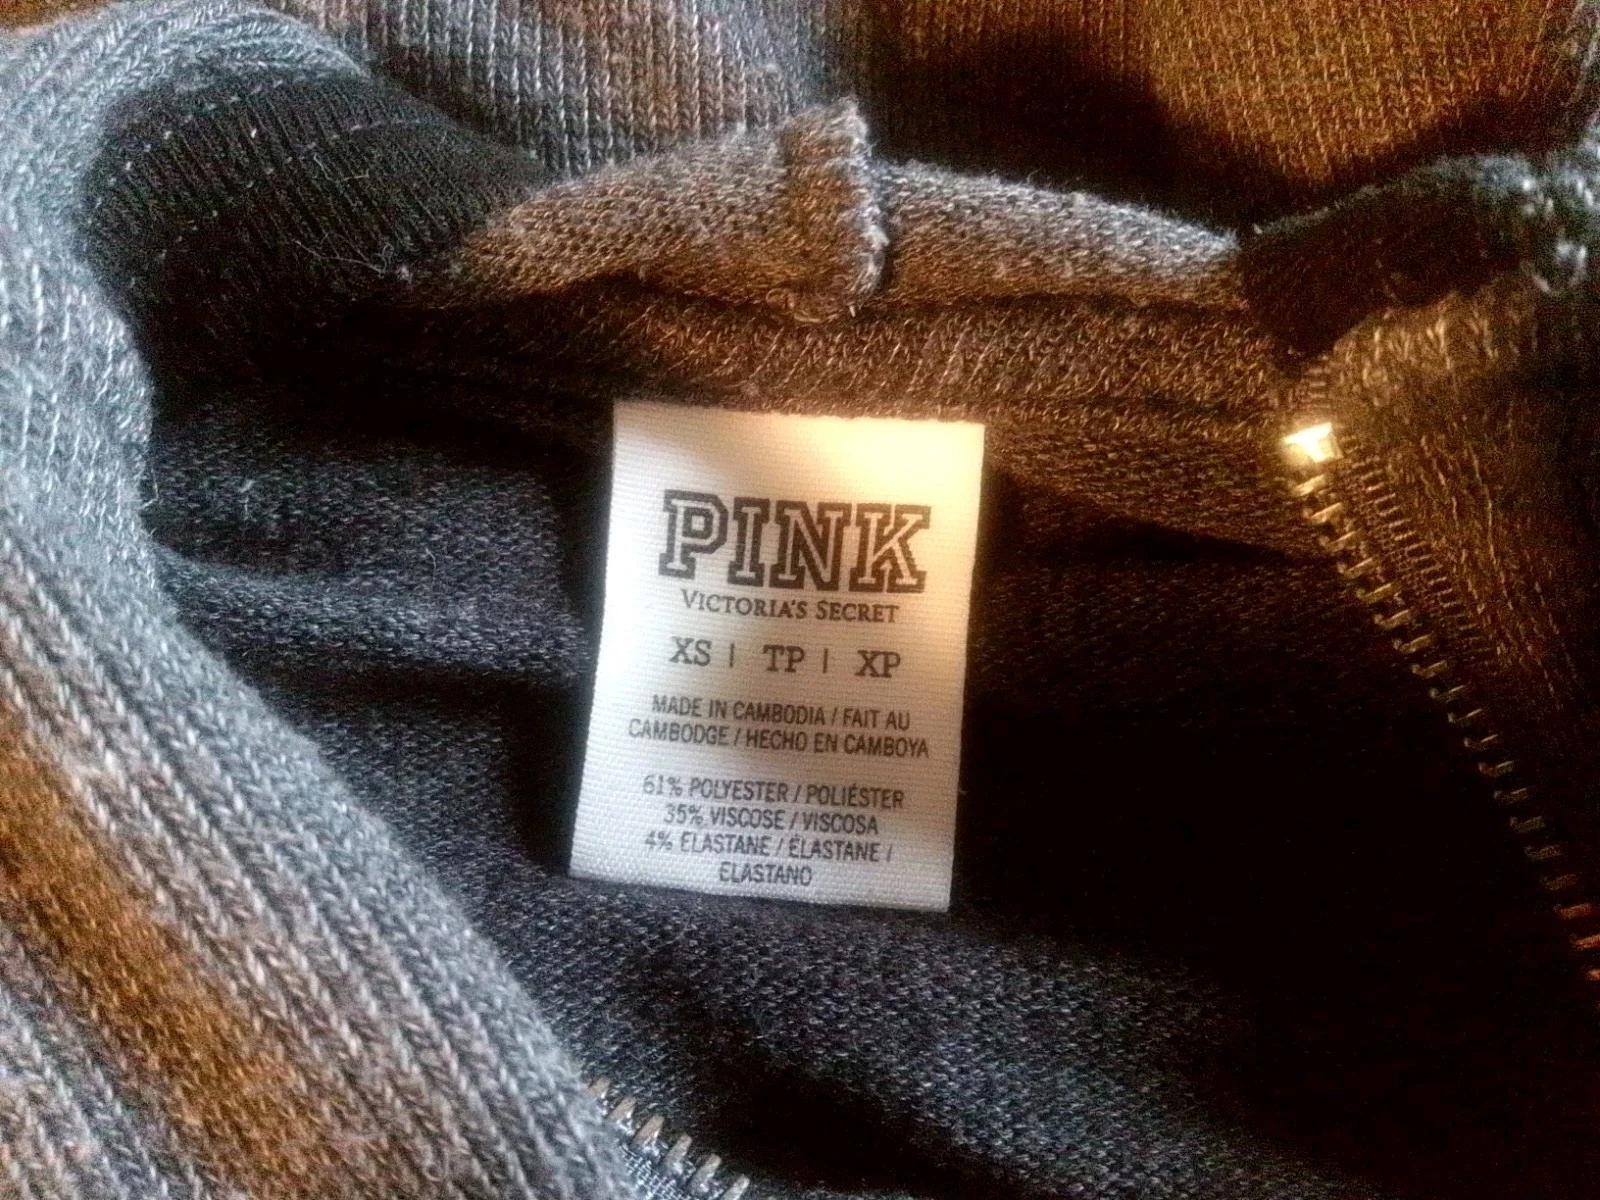 PINK
VICTORIA'S SECRET
XS | TP | XP
MADE IN CAMBODIA / FAIT AU
CAMBODGE / HECHO EN CAMBOYA
61% POLYESTER / POLIÉSTER
35% VISCOSE / VISCOSA
4% ELASTANE / ÉLASTANE /
ELASTANO